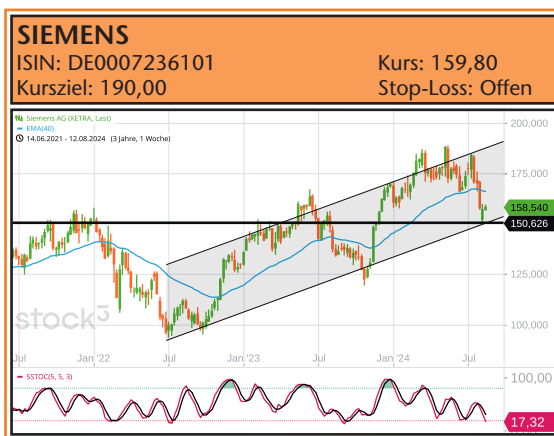 SIEMENS
ISIN: DE0007236101 Kurs: 159,80
Kursziel: 190,00 Stop-Loss: Offen
Siemens AG (XETRA, Last)
EMA(40)
14.06.2021 - 12.08.2024 (3 Jahre, 1 Woche)
200,000
175,000
158,540
150,626
125,000
100,000
stock3
Jul Jan '22 Jul Jan '23 Jul Jan '24 Jul
SSTOC(5, 5, 3)
100,00
17,32